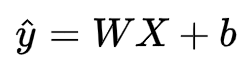 ŷ = WX + b